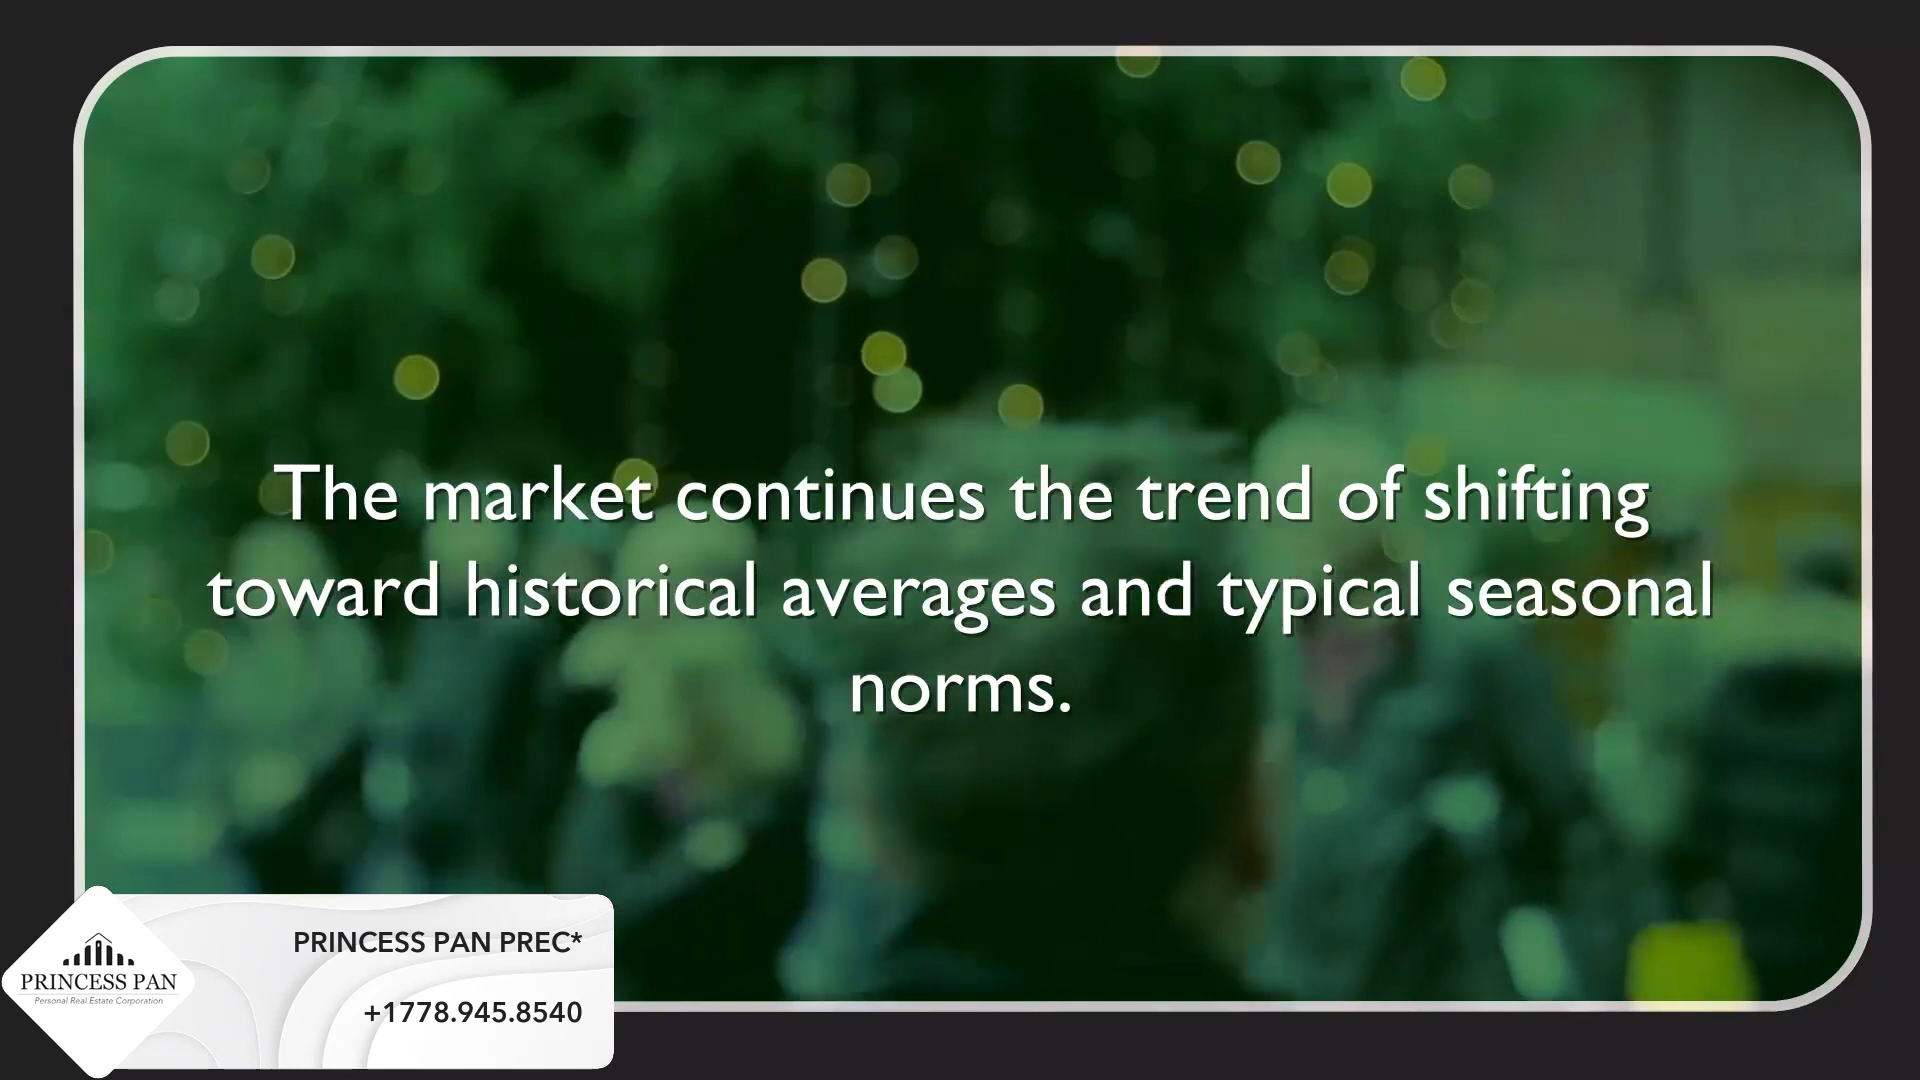 The market continues the trend of shifting
toward historical averages and typical seasonal
norms.
PRINCESS PAN PREC*
+1778.945.8540
PRINCESS PAN
Personal Real Estate Corporation